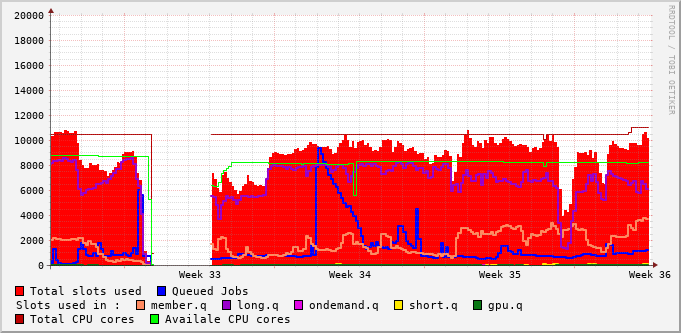 20000
18000
16000
14000
12000
10000
8000
6000
4000
2000
0
RRDTOOL / TOBI OETIKER
Week 33 Week 34 Week 35 Week 36
Total slots used Queued Jobs
Slots used in : member.q long.q ondemand.q short.q gpu.q
Total CPU cores Availale CPU cores